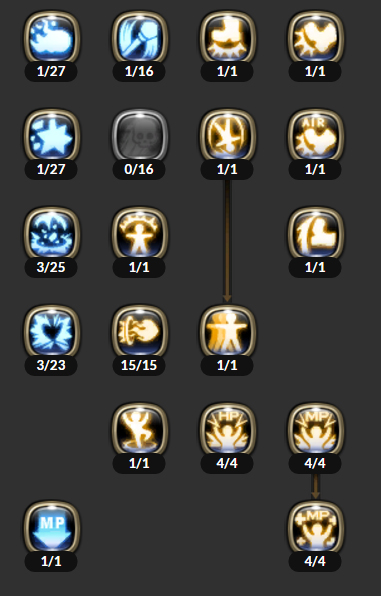 1/27 1/16 1/1 1/1
AIR
1/27 0/16 1/1 1/1
3/25 1/1 1/1
3/23 15/15 1/1
HP MP
1/1 4/4 4/4
MP MP
1/1 4/4